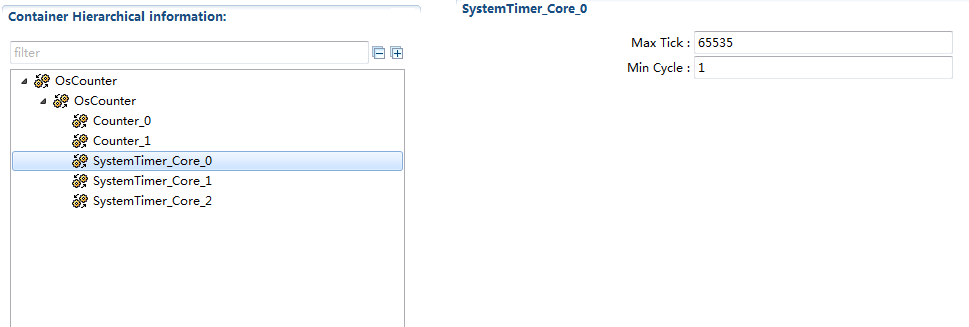 Container Hierarchical information:
filter
OsCounter
OsCounter
Counter_0
Counter_1
SystemTimer_Core_0
SystemTimer_Core_1
SystemTimer_Core_2
SystemTimer_Core_0
Max Tick : 65535
Min Cycle : 1